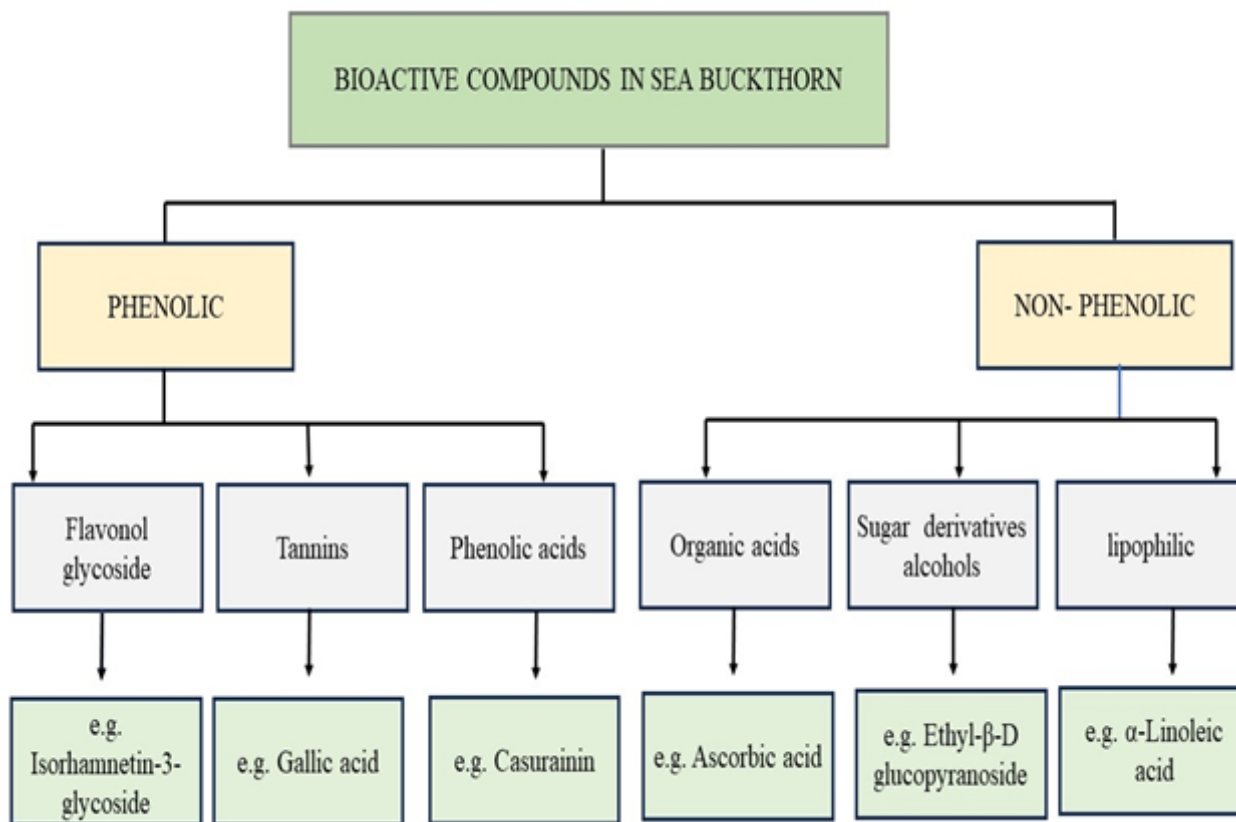 BIOACTIVE COMPOUNDS IN SEA BUCKTHORN
PHENOLIC
NON- PHENOLIC
Flavonol
glycoside
Tannins
Phenolic acids
Organic acids
Sugar derivatives
alcohols
lipophilic
e.g.
Isorhamnetin-3-
glycoside
e.g. Gallic acid
e.g. Casurainin
e.g. Ascorbic acid
e.g. Ethyl-β-D
glucopyranoside
e.g. α-Linoleic
acid